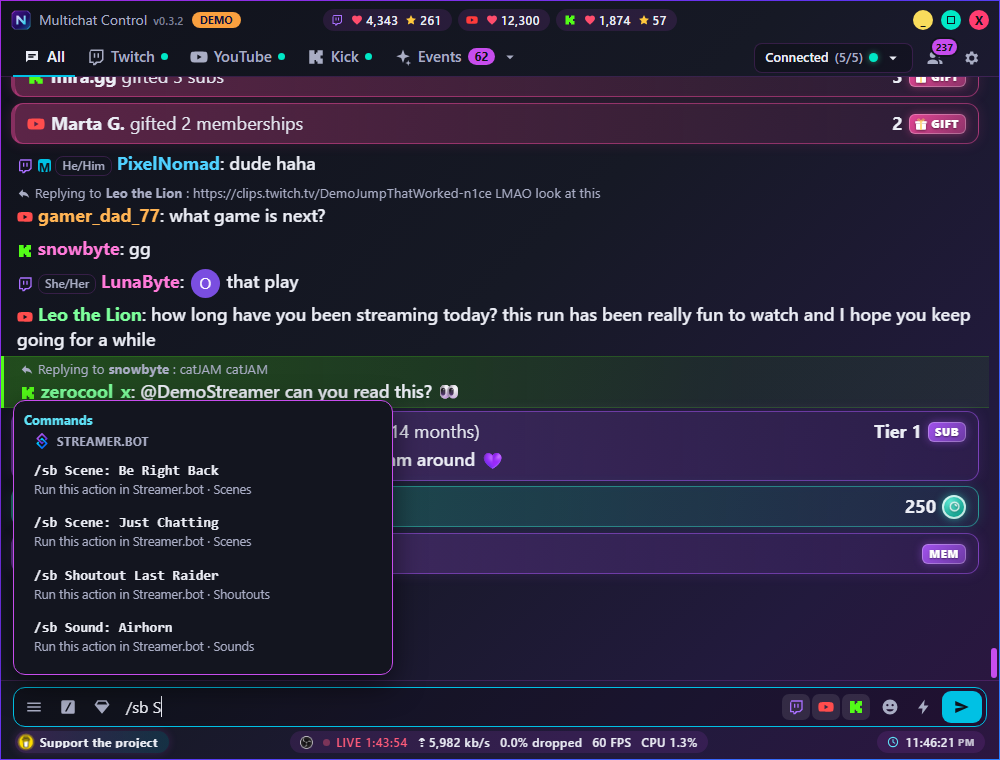 N Multichat Control v0.3.2 DEMO 4,343 261 12,300 1,874 57
All Twitch YouTube Kick Events 62 Connected (5/5) 237
mira.gg gifted 5 subs GIFT
Marta G. gifted 2 memberships 2 GIFT
He/Him PixelNomad: dude haha
Replying to Leo the Lion : https://clips.twitch.tv/DemoJumpThatWorked-n1ce LMAO look at this
gamer_dad_77: what game is next?
snowbyte: gg
She/Her LunaByte: O that play
Leo the Lion: how long have you been streaming today? this run has been really fun to watch and I hope you keep
going for a while
Replying to snowbyte : catJAM catJAM
zerocool_x: @DemoStreamer can you read this? 👀
14 months) Tier 1 SUB
around 💜
250
MEM
Commands
STREAMER.BOT
/sb Scene: Be Right Back
Run this action in Streamer.bot · Scenes
/sb Scene: Just Chatting
Run this action in Streamer.bot · Scenes
/sb Shoutout Last Raider
Run this action in Streamer.bot · Shoutouts
/sb Sound: Airhorn
Run this action in Streamer.bot · Sounds
/sb S
Support the project LIVE 1:43:54 5,982 kb/s 0.0% dropped 60 FPS CPU 1.3% 11:46:21 PM